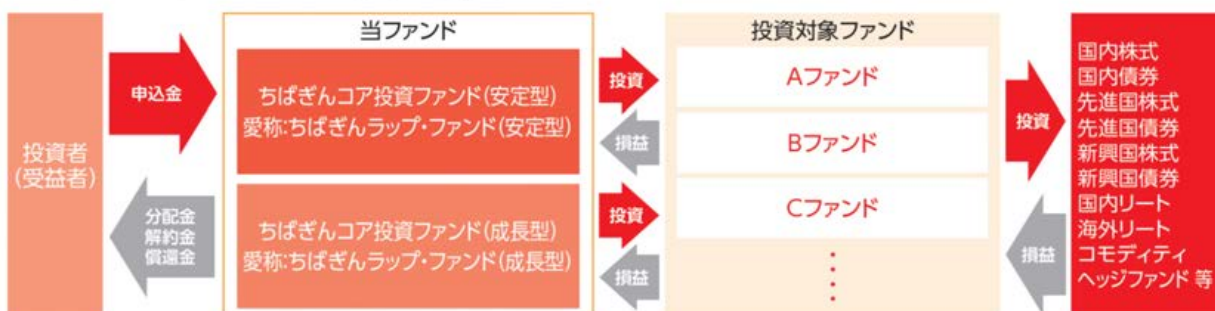 投資者
(受益者)
申込金
分配金
解約金
償還金
当ファンド
ちばぎんコア投資ファンド(安定型)
愛称:ちばぎんラップ・ファンド(安定型)
ちばぎんコア投資ファンド(成長型)
愛称:ちばぎんラップ・ファンド(成長型)
投資
損益
投資
損益
投資対象ファンド
Aファンド
Bファンド
Cファンド
投資
損益
国内株式
国内債券
先進国株式
先進国債券
新興国株式
新興国債券
国内リート
海外リート
コモディティ
ヘッジファンド 等